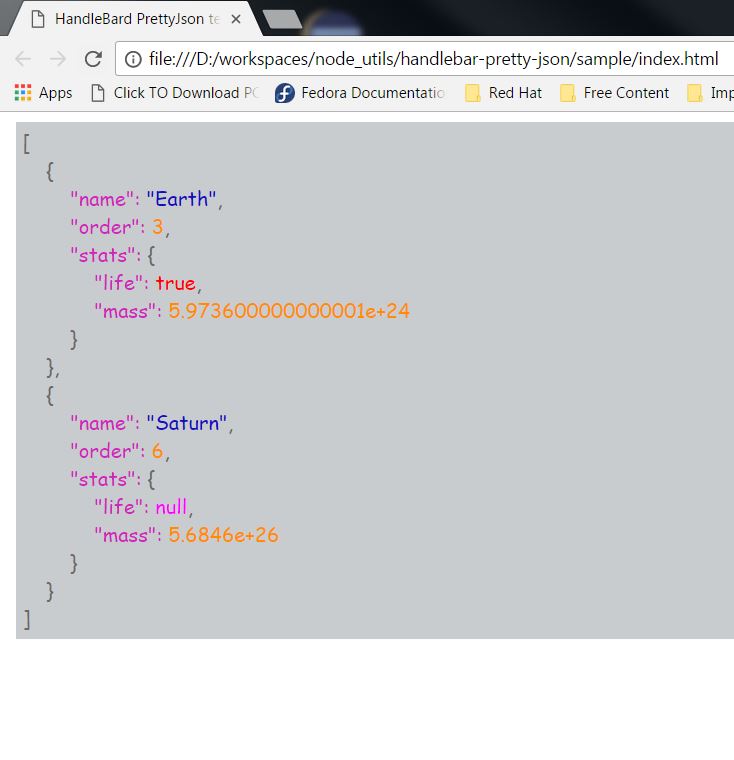 HandleBard PrettyJson te
file:///D:/workspaces/node_utils/handlebar-pretty-json/sample/index.html
Apps Click TO Download PC Fedora Documentatio Red Hat Free Content Imp
[
{
"name": "Earth",
"order": 3,
"stats": {
"life": true,
"mass": 5.973600000000001e+24
}
},
{
"name": "Saturn",
"order": 6,
"stats": {
"life": null,
"mass": 5.6846e+26
}
}
]